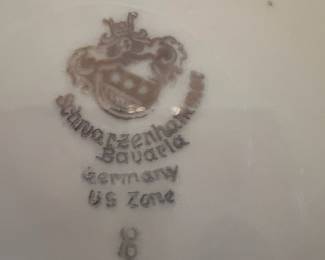 Schwarzenhammer
Bavaria
Germany
US Zone